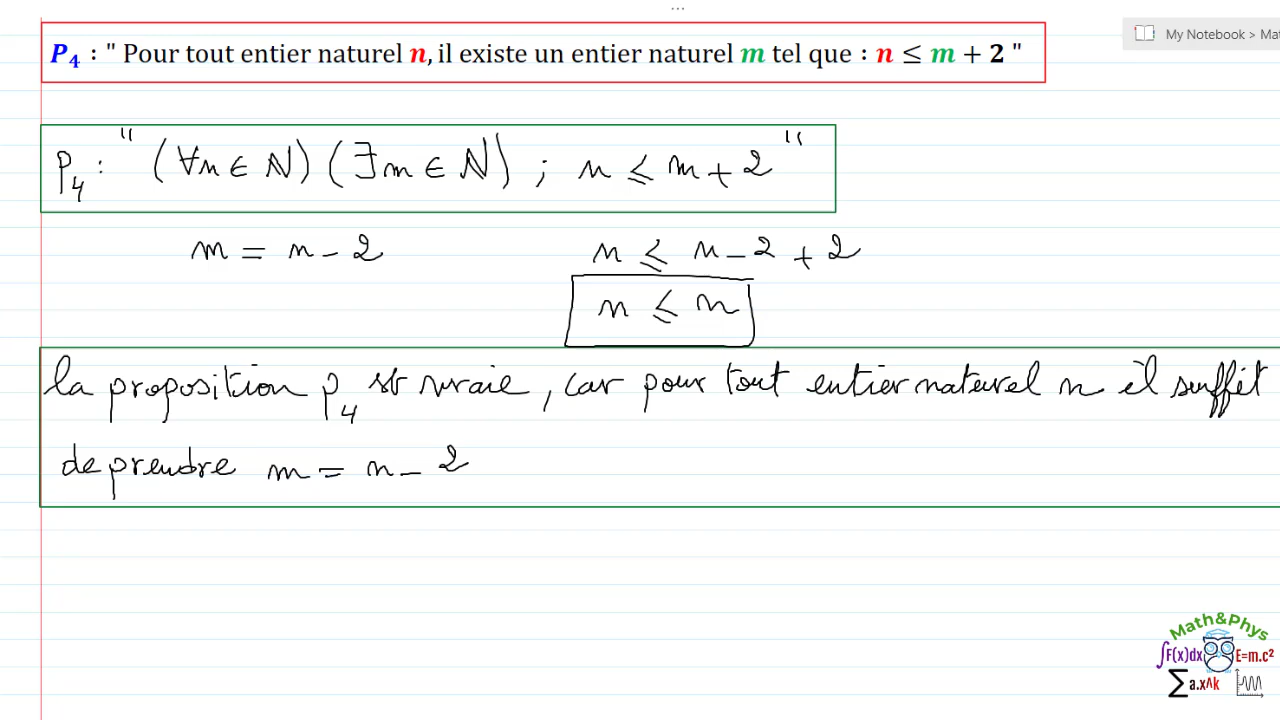 ...
My Notebook > Mat
P₄ : " Pour tout entier naturel n, il existe un entier naturel m tel que : n ≤ m + 2 "
P₄ : " (∀n ∈ ℕ) (∃m ∈ ℕ) ; n ≤ m + 2 "
m = n - 2 n ≤ n - 2 + 2
n ≤ n
la proposition P₄ est vraie, car pour tout entier naturel n il suffit
de prendre m = n - 2
Math&Phys
∫F(x)dx E=m.c²
∑a.x^k